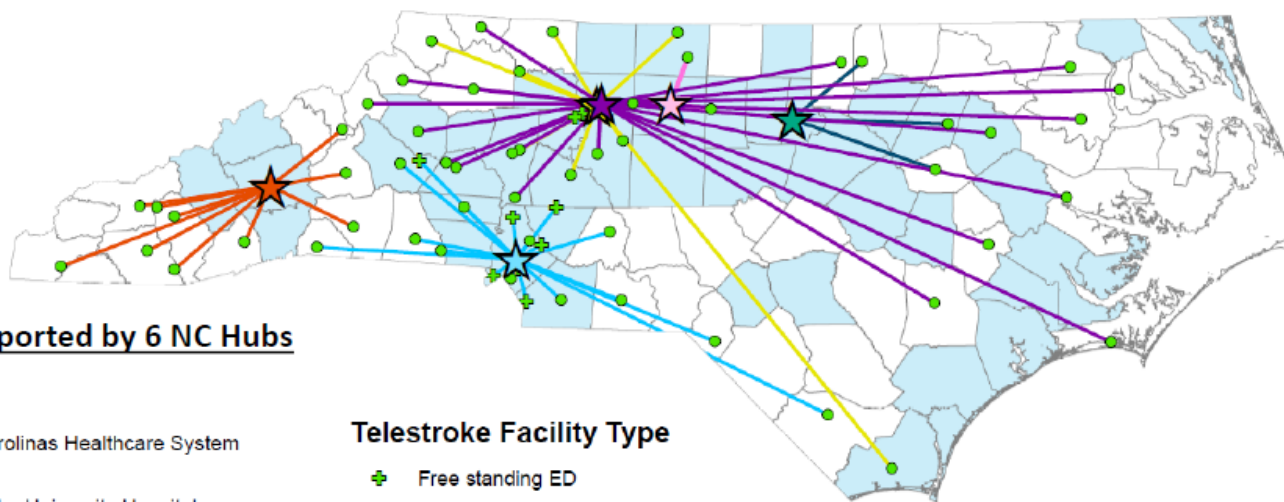 ported by 6 NC Hubs
rolinas Healthcare System
Telestroke Facility Type
Free standing ED